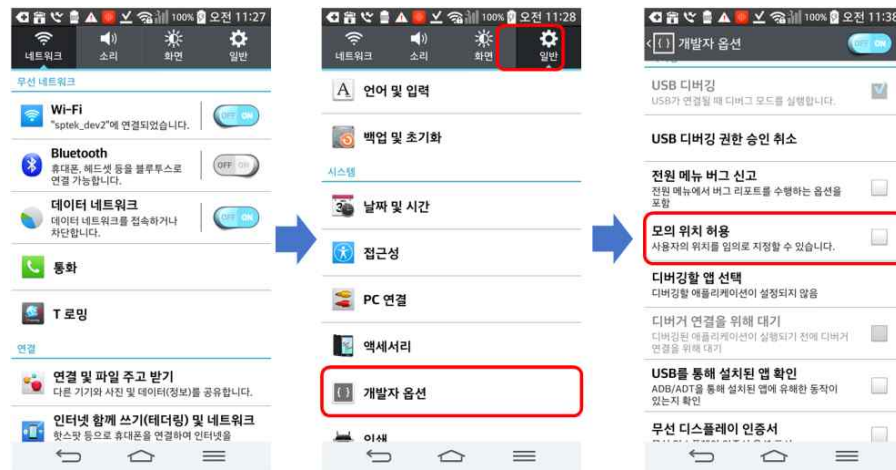 100% 오전 11:27
네트워크 소리 화면 일반
무선 네트워크
Wi-Fi
"sptek_dev2"에 연결되었습니다.
OFF ON
Bluetooth
휴대폰, 헤드셋 등을 블루투스로
연결 가능합니다.
OFF ON
데이터 네트워크
데이터 네트워크를 접속하거나
차단합니다.
OFF ON
통화
T 로밍
연결
연결 및 파일 주고 받기
다른 기기와 사진 및 데이터(정보)를 공유합니다.
인터넷 함께 쓰기(테더링) 및 네트워크
핫스팟 등으로 휴대폰을 연결하여 인터넷을
100% 오전 11:28
네트워크 소리 화면 일반
A 언어 및 입력
백업 및 초기화
시스템
날짜 및 시간
접근성
PC 연결
액세서리
{ } 개발자 옵션
인쇄
100% 오전 11:38
< { } 개발자 옵션 OFF ON
USB 디버깅
USB가 연결될 때 디버그 모드를 실행합니다.
USB 디버깅 권한 승인 취소
전원 메뉴 버그 신고
전원 메뉴에서 버그 리포트를 수행하는 옵션을
포함
모의 위치 허용
사용자의 위치를 임의로 지정할 수 있습니다.
디버깅할 앱 선택
디버깅할 애플리케이션이 설정되지 않음
디버거 연결을 위해 대기
디버깅된 애플리케이션이 실행되기 전에 디버거
연결을 위해 대기
USB를 통해 설치된 앱 확인
ADB/ADT을 통해 설치된 앱에 유해한 동작이
있는지 확인
무선 디스플레이 인증서